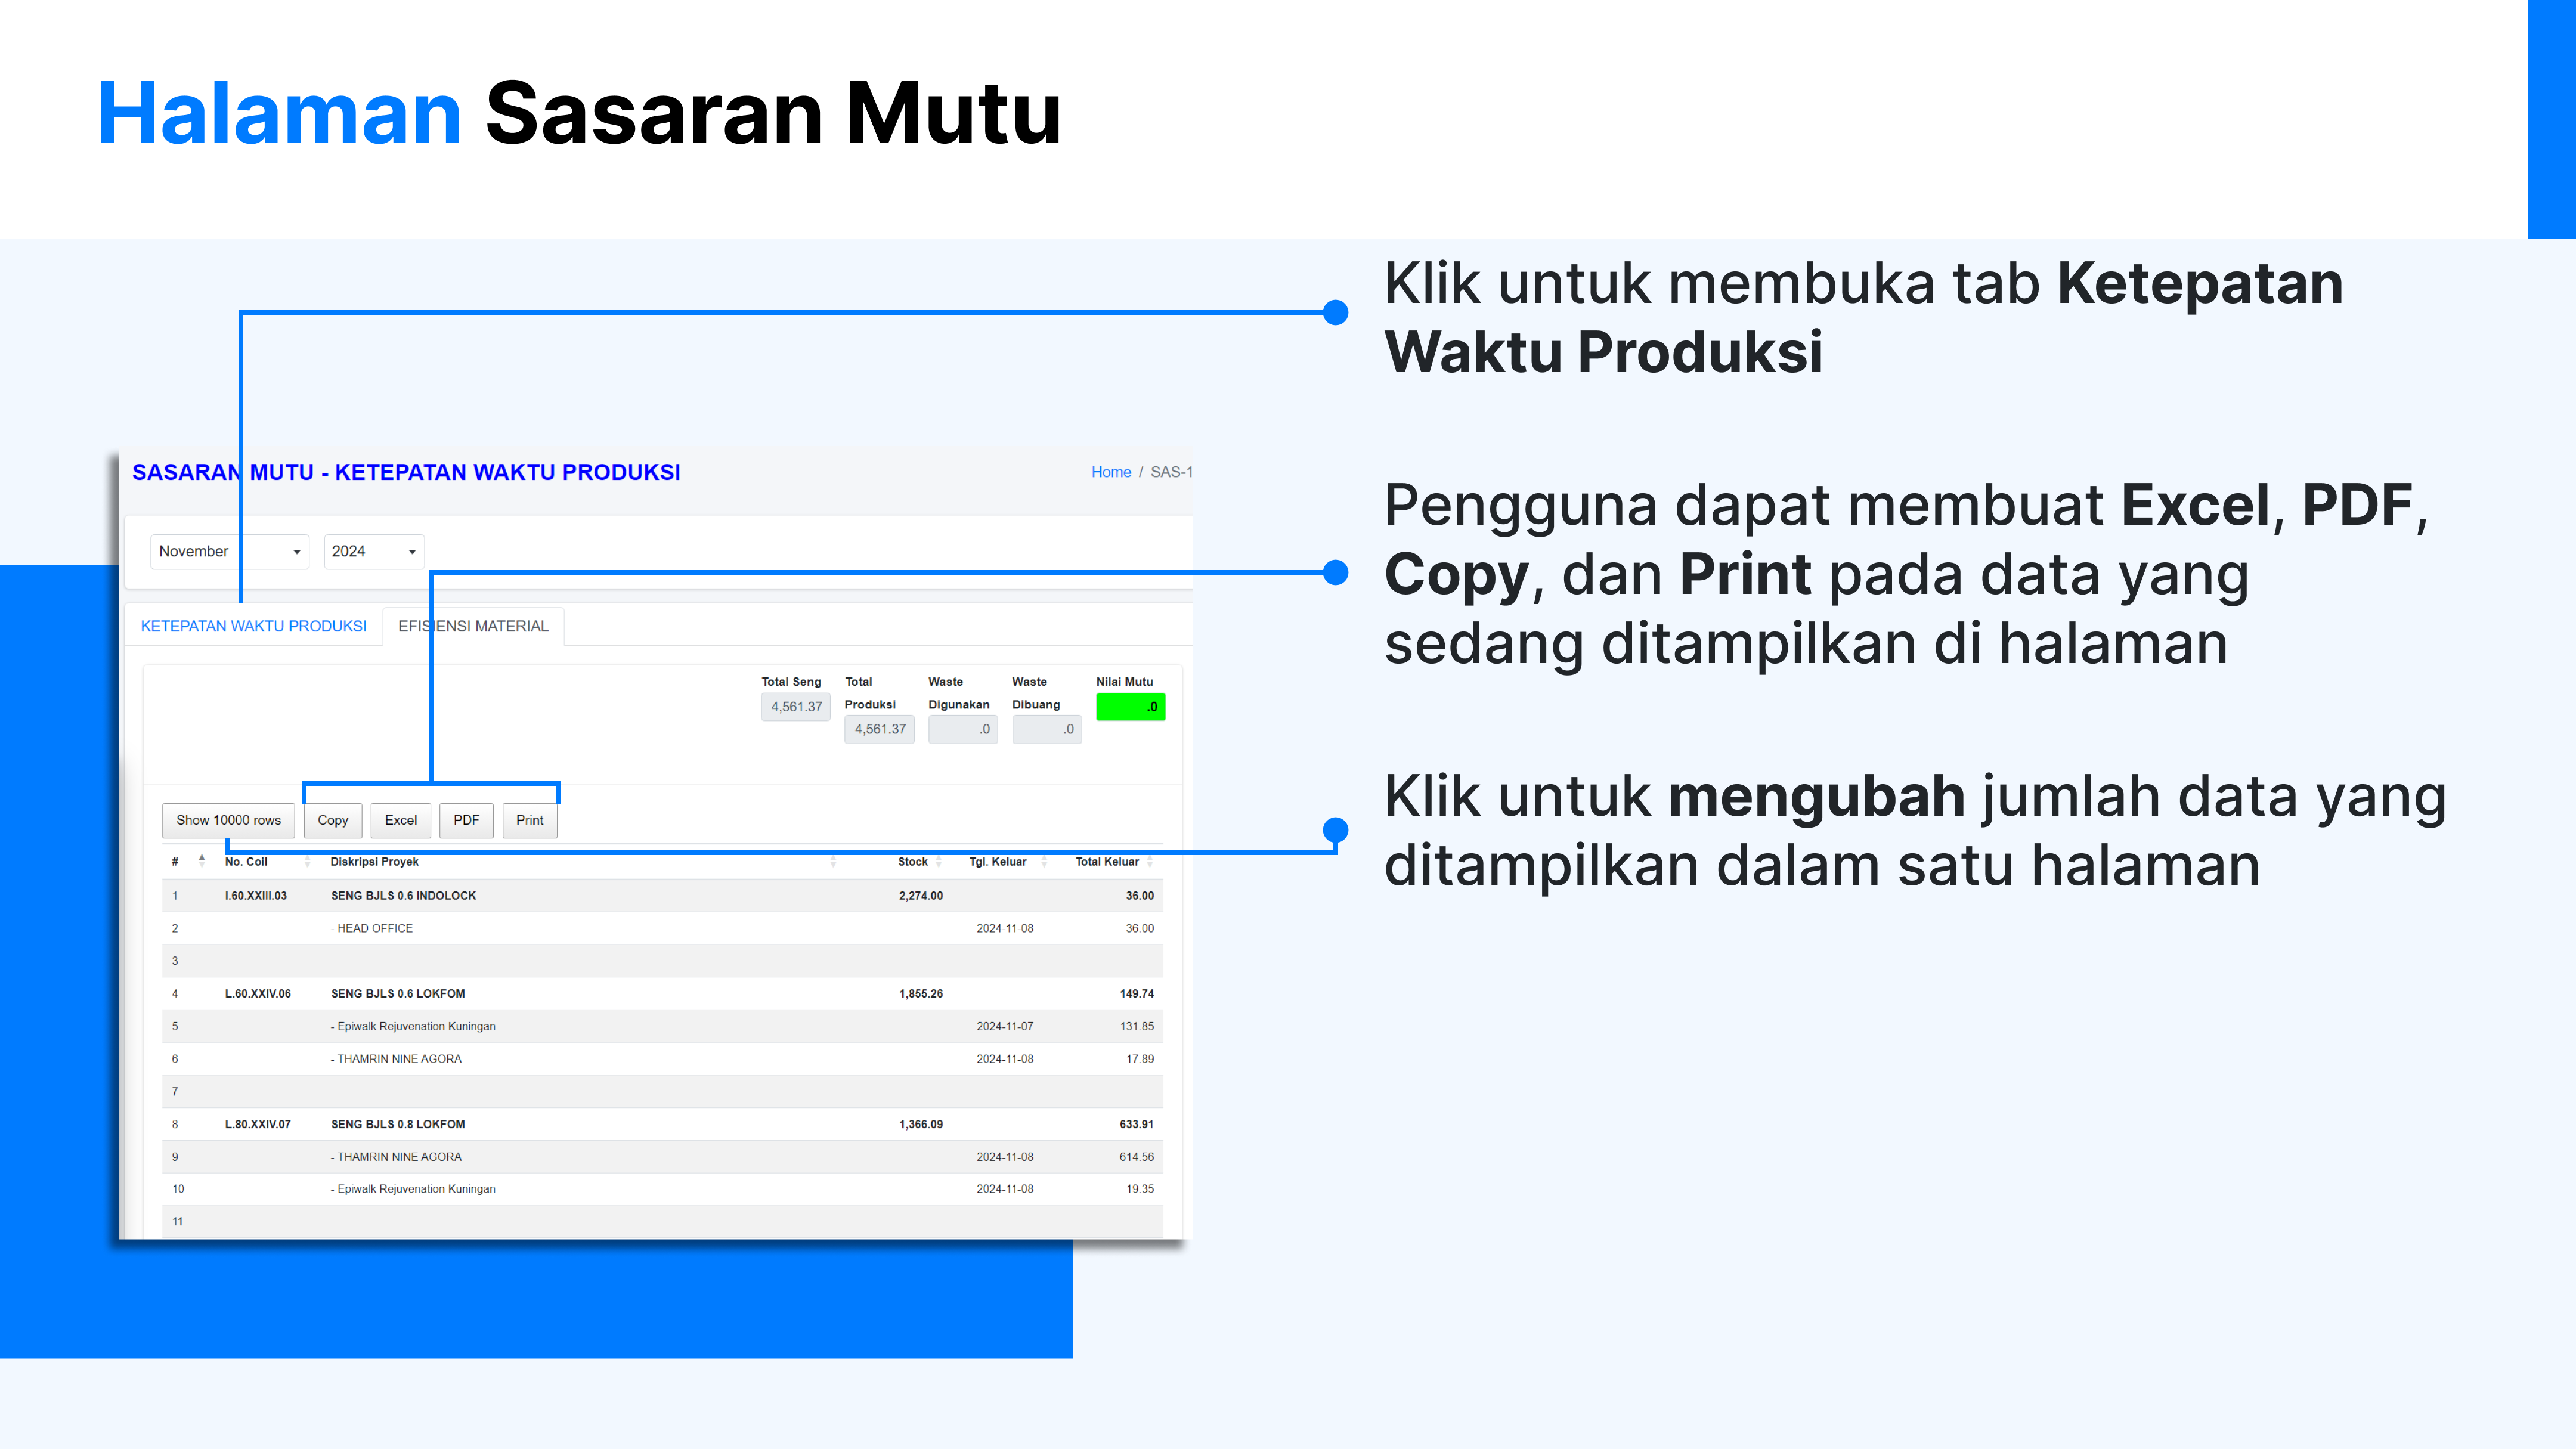 Halaman Sasaran Mutu
Klik untuk membuka tab Ketepatan
Waktu Produksi
Pengguna dapat membuat Excel, PDF,
Copy, dan Print pada data yang
sedang ditampilkan di halaman
Klik untuk mengubah jumlah data yang
ditampilkan dalam satu halaman
SASARAN MUTU - KETEPATAN WAKTU PRODUKSI
Home / SAS-1
November 2024
KETEPATAN WAKTU PRODUKSI EFISIENSI MATERIAL
Total Seng Total Waste Waste Nilai Mutu
Produksi Digunakan Dibuang
4,561.37 .0
4,561.37 .0 .0
Show 10000 rows Copy Excel PDF Print
# No. Coil Diskripsi Proyek Stock Tgl. Keluar Total Keluar
1 I.60.XXIII.03 SENG BJLS 0.6 INDOLOCK 2,274.00 36.00
2 - HEAD OFFICE 2024-11-08 36.00
3
4 L.60.XXIV.06 SENG BJLS 0.6 LOKFOM 1,855.26 149.74
5 - Epiwalk Rejuvenation Kuningan 2024-11-07 131.85
6 - THAMRIN NINE AGORA 2024-11-08 17.89
7
8 L.80.XXIV.07 SENG BJLS 0.8 LOKFOM 1,366.09 633.91
9 - THAMRIN NINE AGORA 2024-11-08 614.56
10 - Epiwalk Rejuvenation Kuningan 2024-11-08 19.35
11